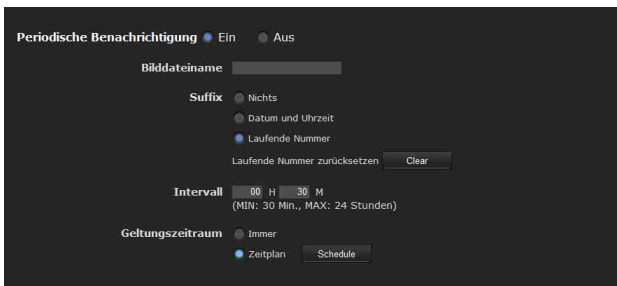 Periodische Benachrichtigung Ein Aus
Bilddateiname
Suffix Nichts
Datum und Uhrzeit
Laufende Nummer
Laufende Nummer zurücksetzen Clear
Intervall 00 H 30 M
(MIN: 30 Min., MAX: 24 Stunden)
Geltungszeitraum Immer
Zeitplan Schedule